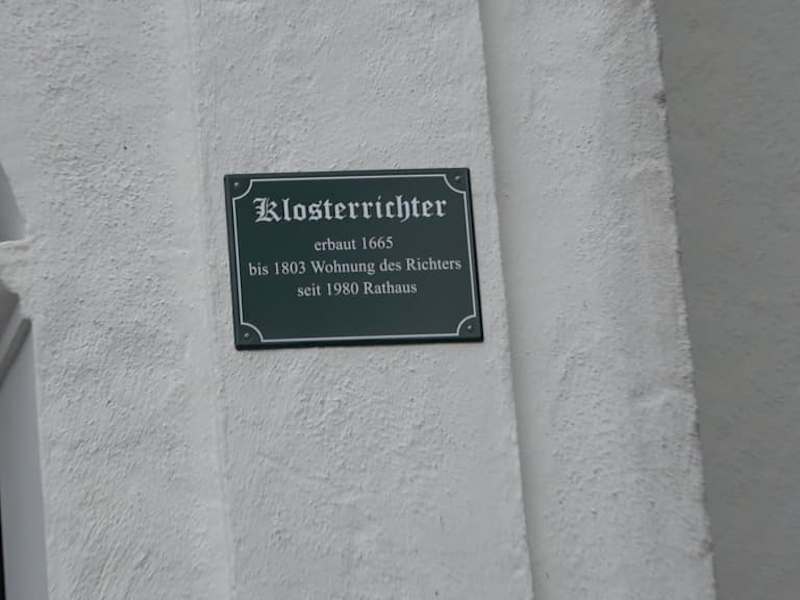 Klosterrichter
erbaut 1665
bis 1803 Wohnung des Richters
seit 1980 Rathaus